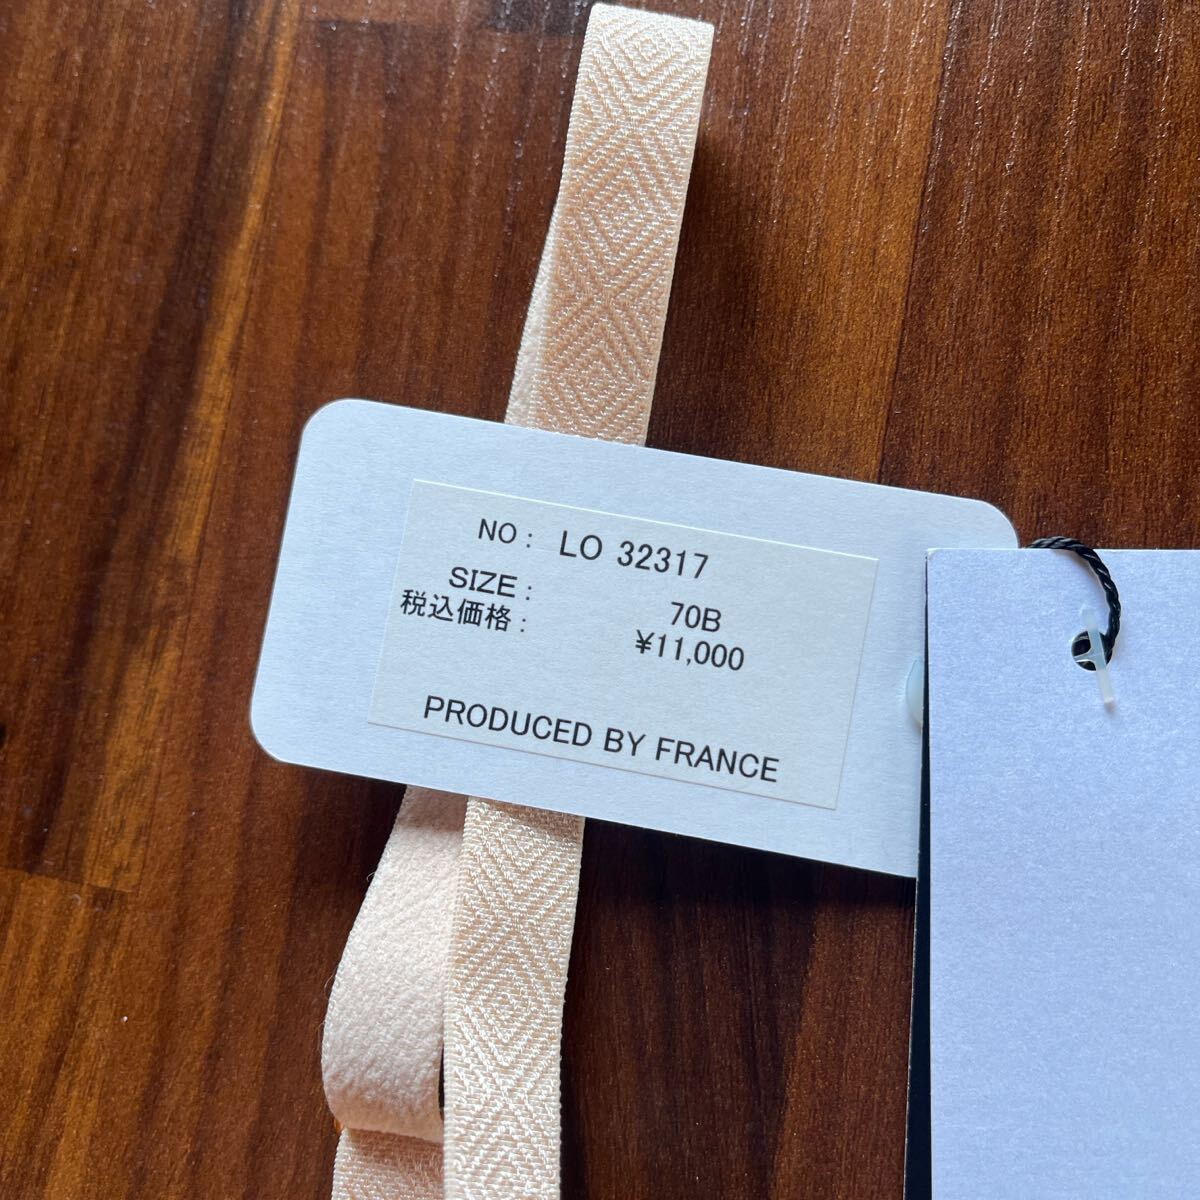 NO : LO 32317
SIZE : 70B
税込価格 : ¥11,000
PRODUCED BY FRANCE